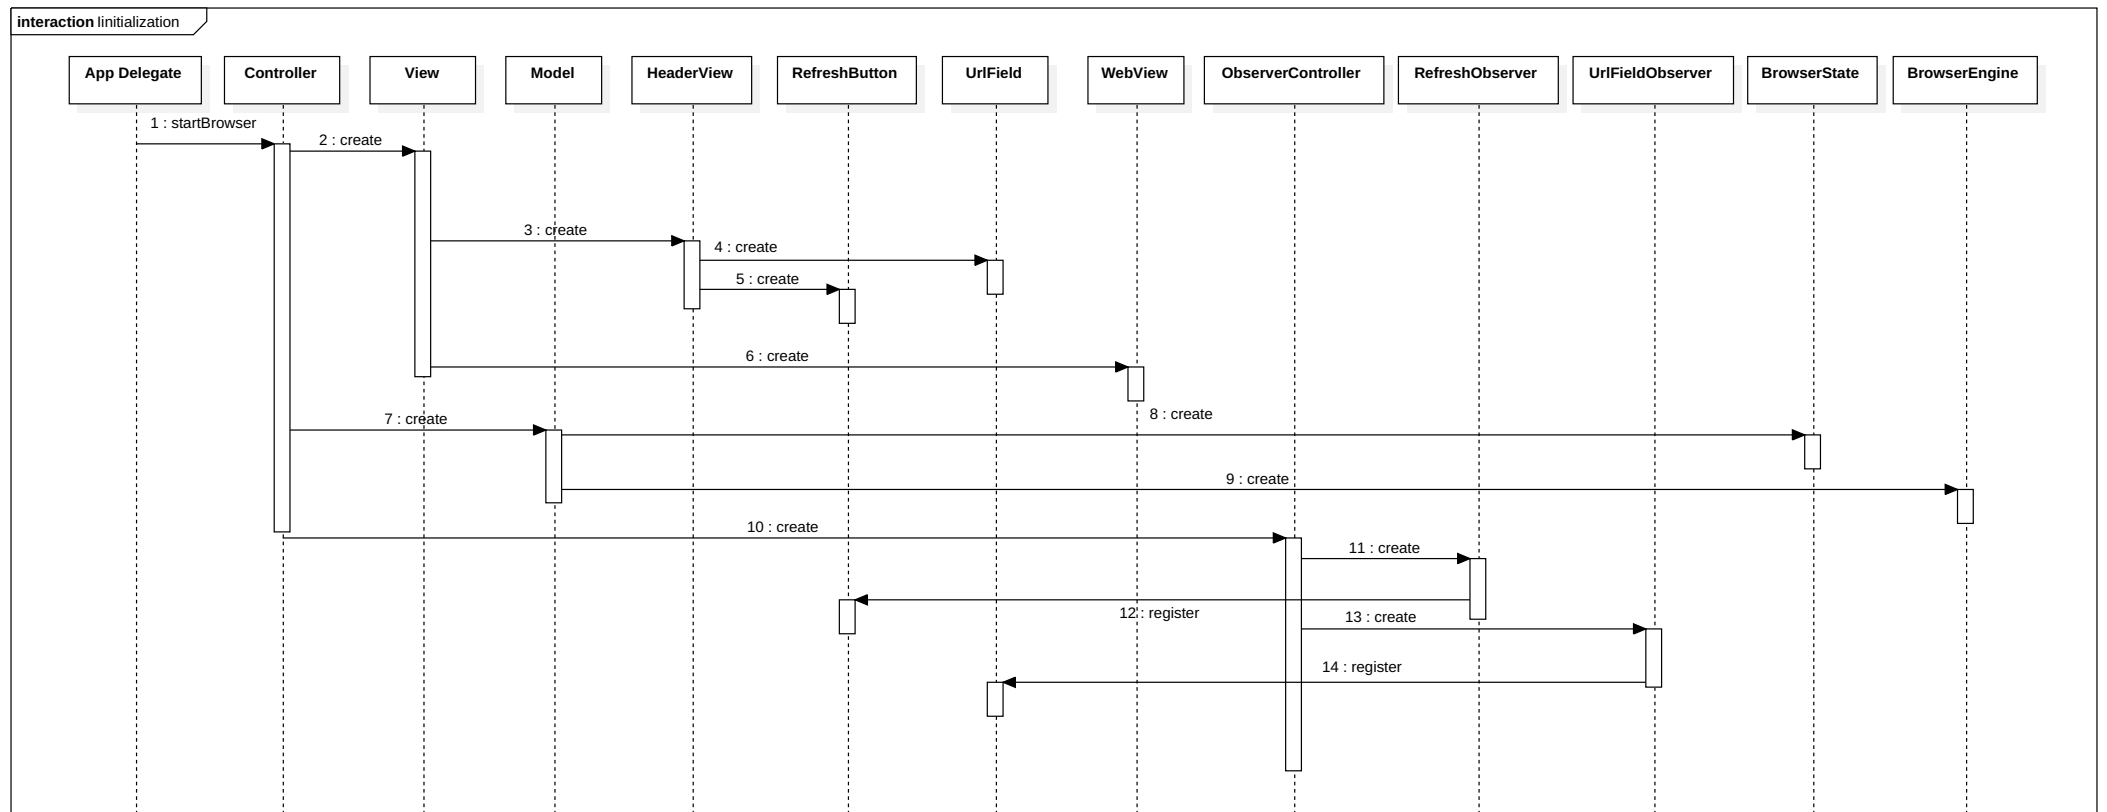 interaction Iinitialization
App Delegate
Controller
View
Model
HeaderView
RefreshButton
UrlField
WebView
ObserverController
RefreshObserver
UrlFieldObserver
BrowserState
BrowserEngine
1 : startBrowser
2 : create
3 : create
4 : create
5 : create
6 : create
7 : create
8 : create
9 : create
10 : create
11 : create
12 : register
13 : create
14 : register